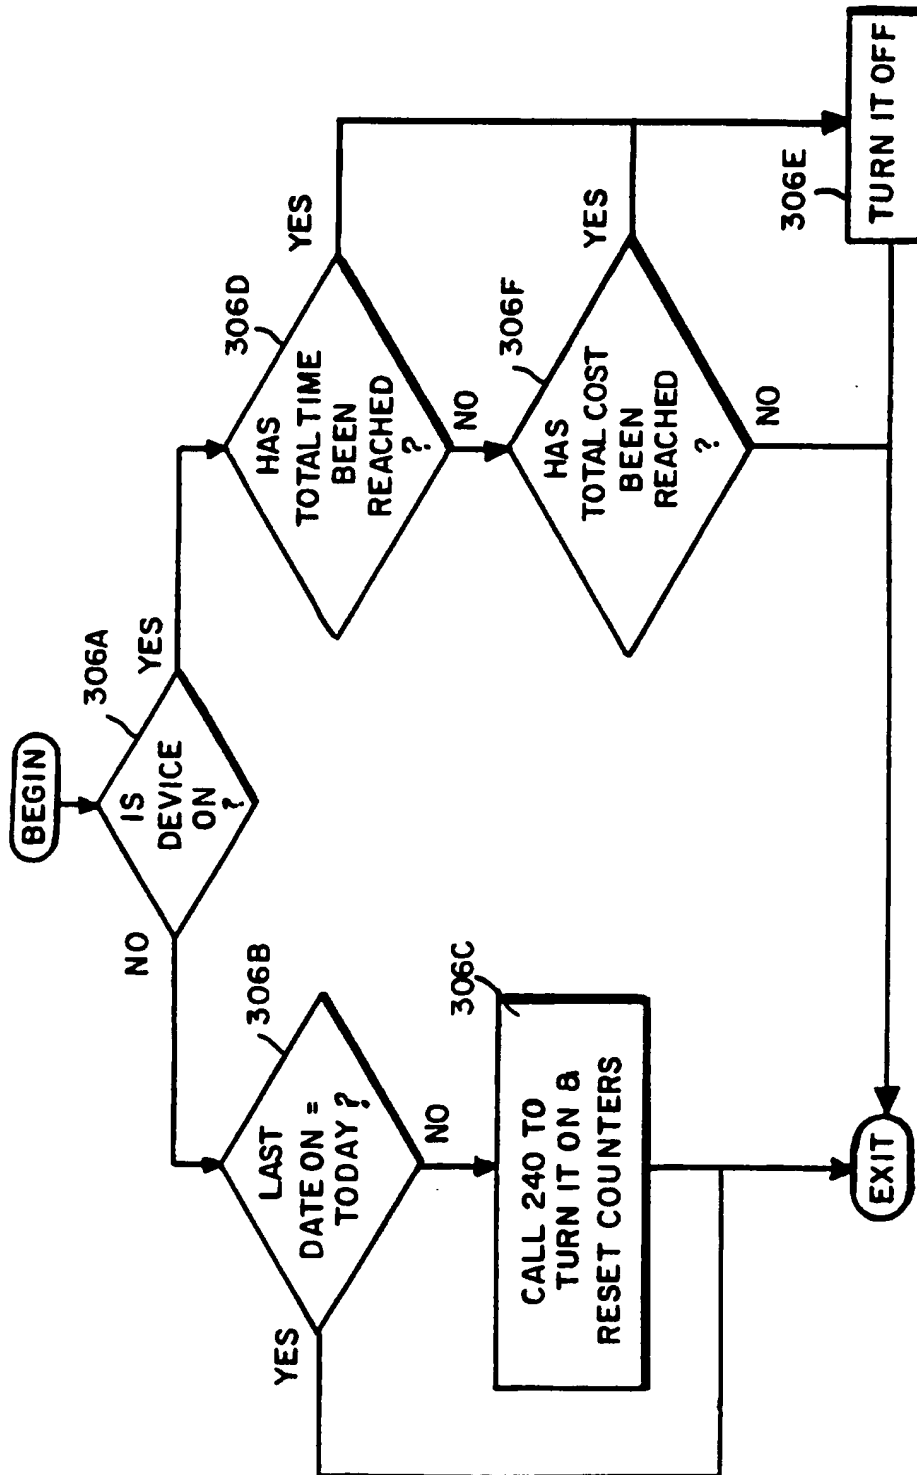 BEGIN
306A
IS
DEVICE
ON
?
NO
YES
306B
LAST
DATE ON =
TODAY?
YES
NO
306C
CALL 240 TO
TURN IT ON &
RESET COUNTERS
306D
HAS
TOTAL TIME
BEEN
REACHED
?
YES
NO
306F
HAS
TOTAL COST
BEEN
REACHED
?
YES
NO
306E
TURN IT OFF
EXIT